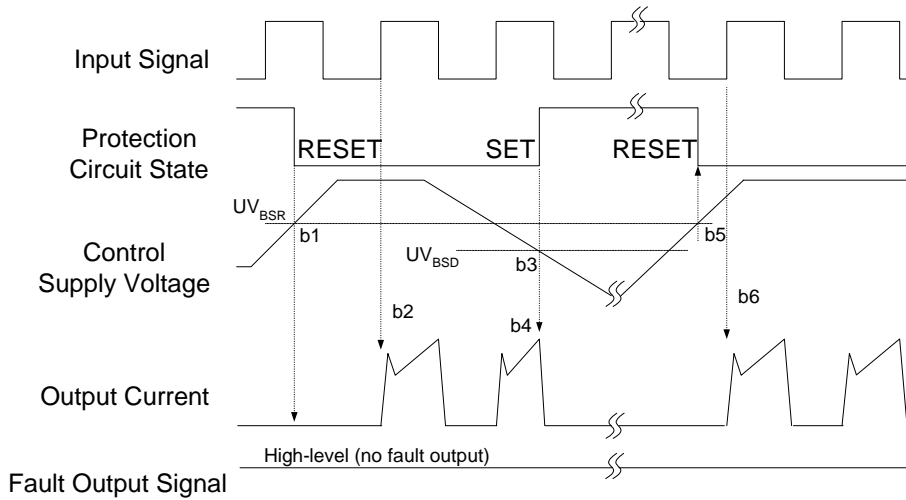 Input Signal
Protection
Circuit State
RESET
SET
RESET
UV_BSR
b1
b5
UV_BSD
b3
Control
Supply Voltage
b2
b4
b6
Output Current
High-level (no fault output)
Fault Output Signal